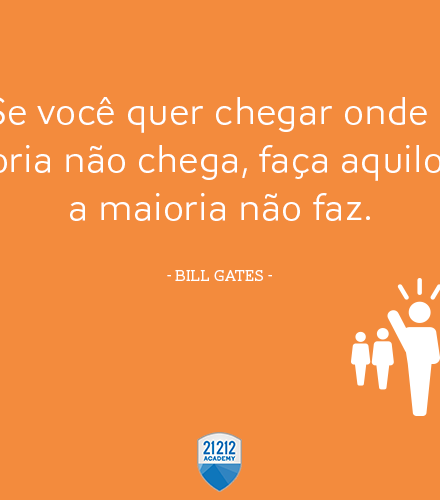 Se você quer chegar onde
oria não chega, faça aquilo
a maioria não faz.
- BILL GATES -
21212
ACADEMY